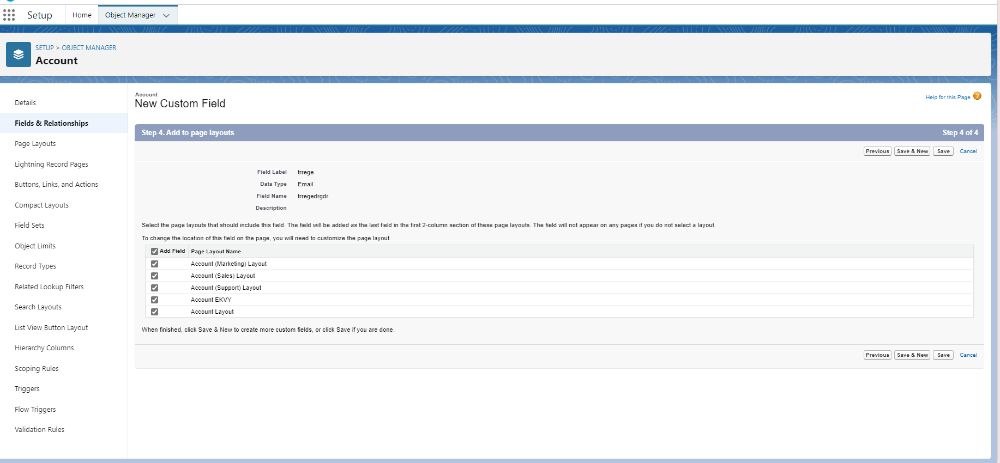 Setup
Home
Object Manager
SETUP > OBJECT MANAGER
Account
Details
Fields & Relationships
Page Layouts
Lightning Record Pages
Buttons, Links, and Actions
Compact Layouts
Field Sets
Object Limits
Record Types
Related Lookup Filters
Search Layouts
List View Button Layout
Hierarchy Columns
Scoping Rules
Triggers
Flow Triggers
Validation Rules
Account
New Custom Field
Help for this Page ?
Step 4. Add to page layouts Step 4 of 4
Previous Save & New Save Cancel
Field Label trrege
Data Type Email
Field Name trregedrgdr
Description
Select the page layouts that should include this field. The field will be added as the last field in the first 2-column section of these page layouts. The field will not appear on any pages if you do not select a layout.
To change the location of this field on the page, you will need to customize the page layout.
Add Field Page Layout Name
Account (Marketing) Layout
Account (Sales) Layout
Account (Support) Layout
Account EKVY
Account Layout
When finished, click Save & New to create more custom fields, or click Save if you are done.
Previous Save & New Save Cancel